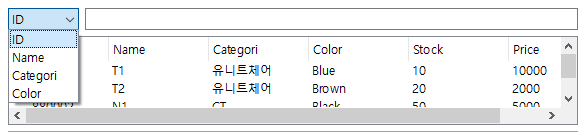 ID
ID
Name
Categori
Color
Name Categori Color Stock Price
T1 유니트체어 Blue 10 10000
T2 유니트체어 Brown 20 2000
N1 CT Black 50 5000